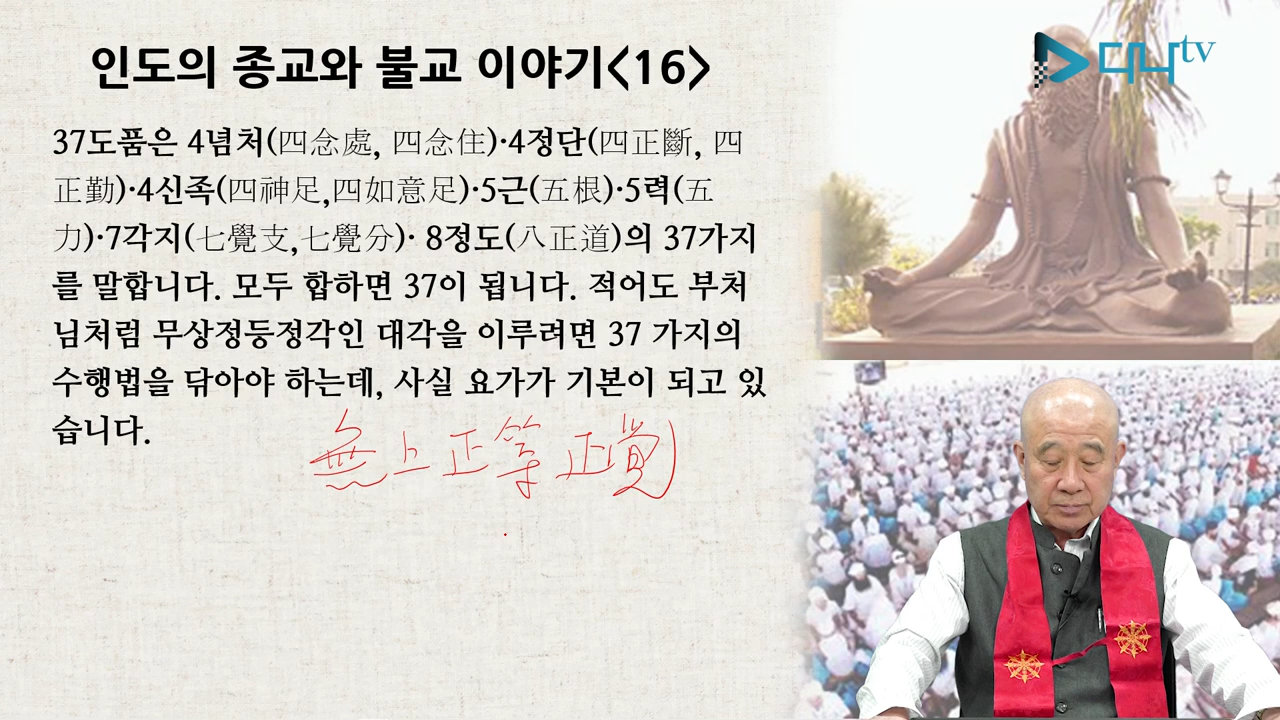 인도의 종교와 불교 이야기<16>
37도품은 4념처(四念處, 四念住)·4정단(四正斷, 四
正勤)·4신족(四神足,四如意足)·5근(五根)·5력(五
力)·7각지(七覺支,七覺分)· 8정도(八正道)의 37가지
를 말합니다. 모두 합하면 37이 됩니다. 적어도 부처
님처럼 무상정등정각인 대각을 이루려면 37 가지의
수행법을 닦아야 하는데, 사실 요가가 기본이 되고 있
습니다.
無上正等正覺
tv